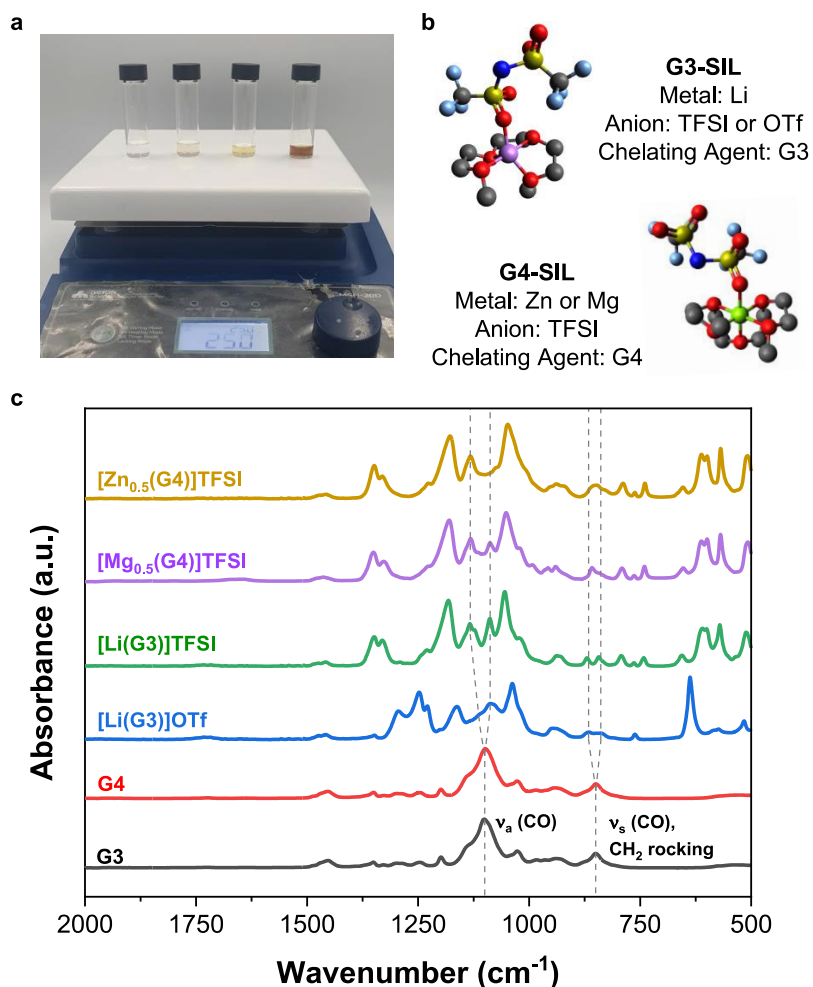 a
250
b
G3-SIL
Metal: Li
Anion: TFSI or OTf
Chelating Agent: G3
G4-SIL
Metal: Zn or Mg
Anion: TFSI
Chelating Agent: G4
c
[Zn₀.₅(G4)]TFSI
[Mg₀.₅(G4)]TFSI
[Li(G3)]TFSI
[Li(G3)]OTf
G4
G3
νₐ (CO)
νₛ (CO),
CH₂ rocking
Absorbance (a.u.)
2000 1750 1500 1250 1000 750 500
Wavenumber (cm⁻¹)